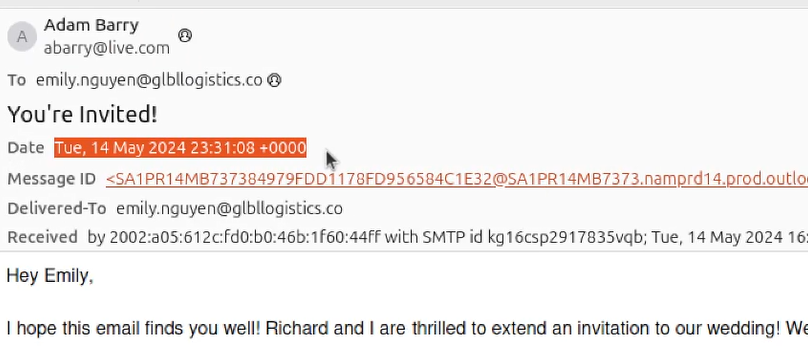 A
Adam Barry
abarry@live.com
To emily.nguyen@glbllogistics.co
You're Invited!
Date Tue, 14 May 2024 23:31:08 +0000
Message ID <SA1PR14MB737384979FDD1178FD956584C1E32@SA1PR14MB7373.namprd14.prod.outlo
Delivered-To emily.nguyen@glbllogistics.co
Received by 2002:a05:612c:fd0:b0:46b:1f60:44ff with SMTP id kg16csp2917835vqb; Tue, 14 May 2024 16:
Hey Emily,
I hope this email finds you well! Richard and I are thrilled to extend an invitation to our wedding! We